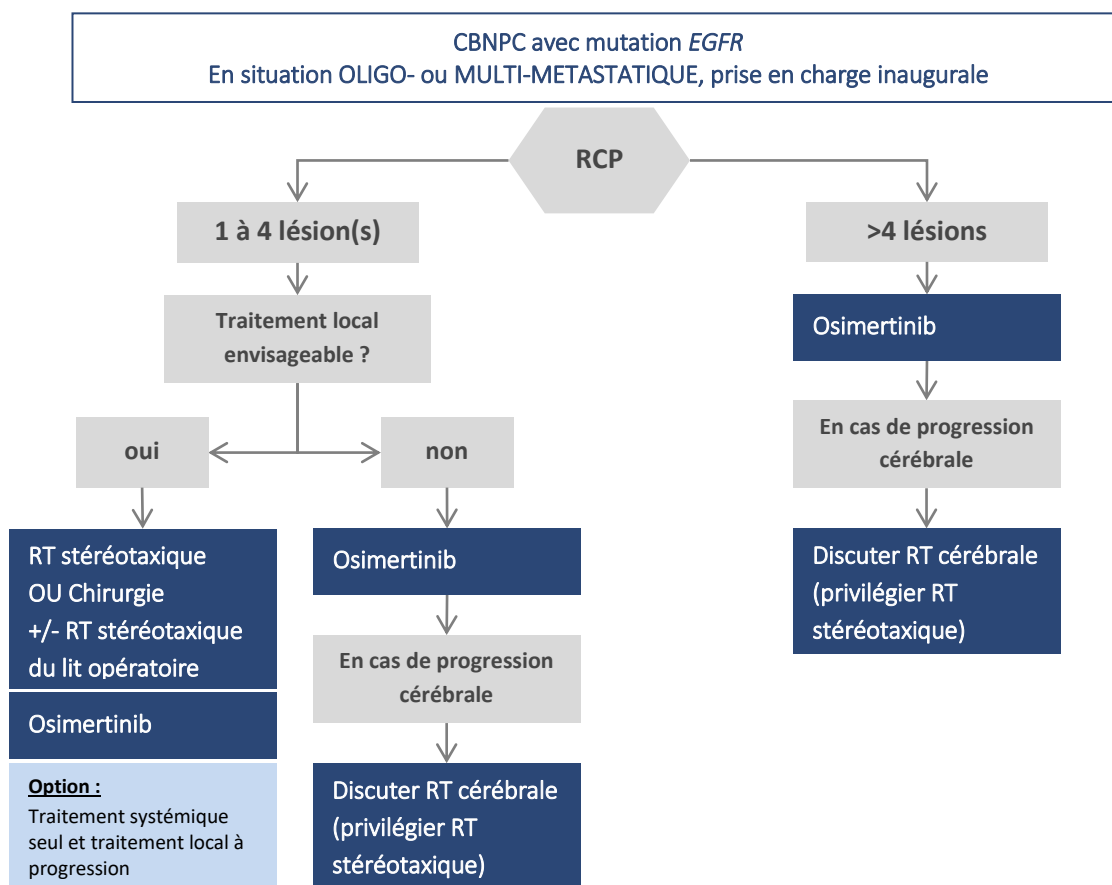 CBNPC avec mutation EGFR
En situation OLIGO- ou MULTI-METASTATIQUE, prise en charge inaugurale
RCP
1 à 4 lésion(s)
>4 lésions
Traitement local
envisageable ?
Osimertinib
oui
non
En cas de progression
cérébrale
RT stéréotaxique
OU Chirurgie
+/- RT stéréotaxique
du lit opératoire
Osimertinib
Discuter RT cérébrale
(privilégier RT
stéréotaxique)
En cas de progression
cérébrale
Osimertinib
Option :
Traitement systémique
seul et traitement local à
progression
Discuter RT cérébrale
(privilégier RT
stéréotaxique)